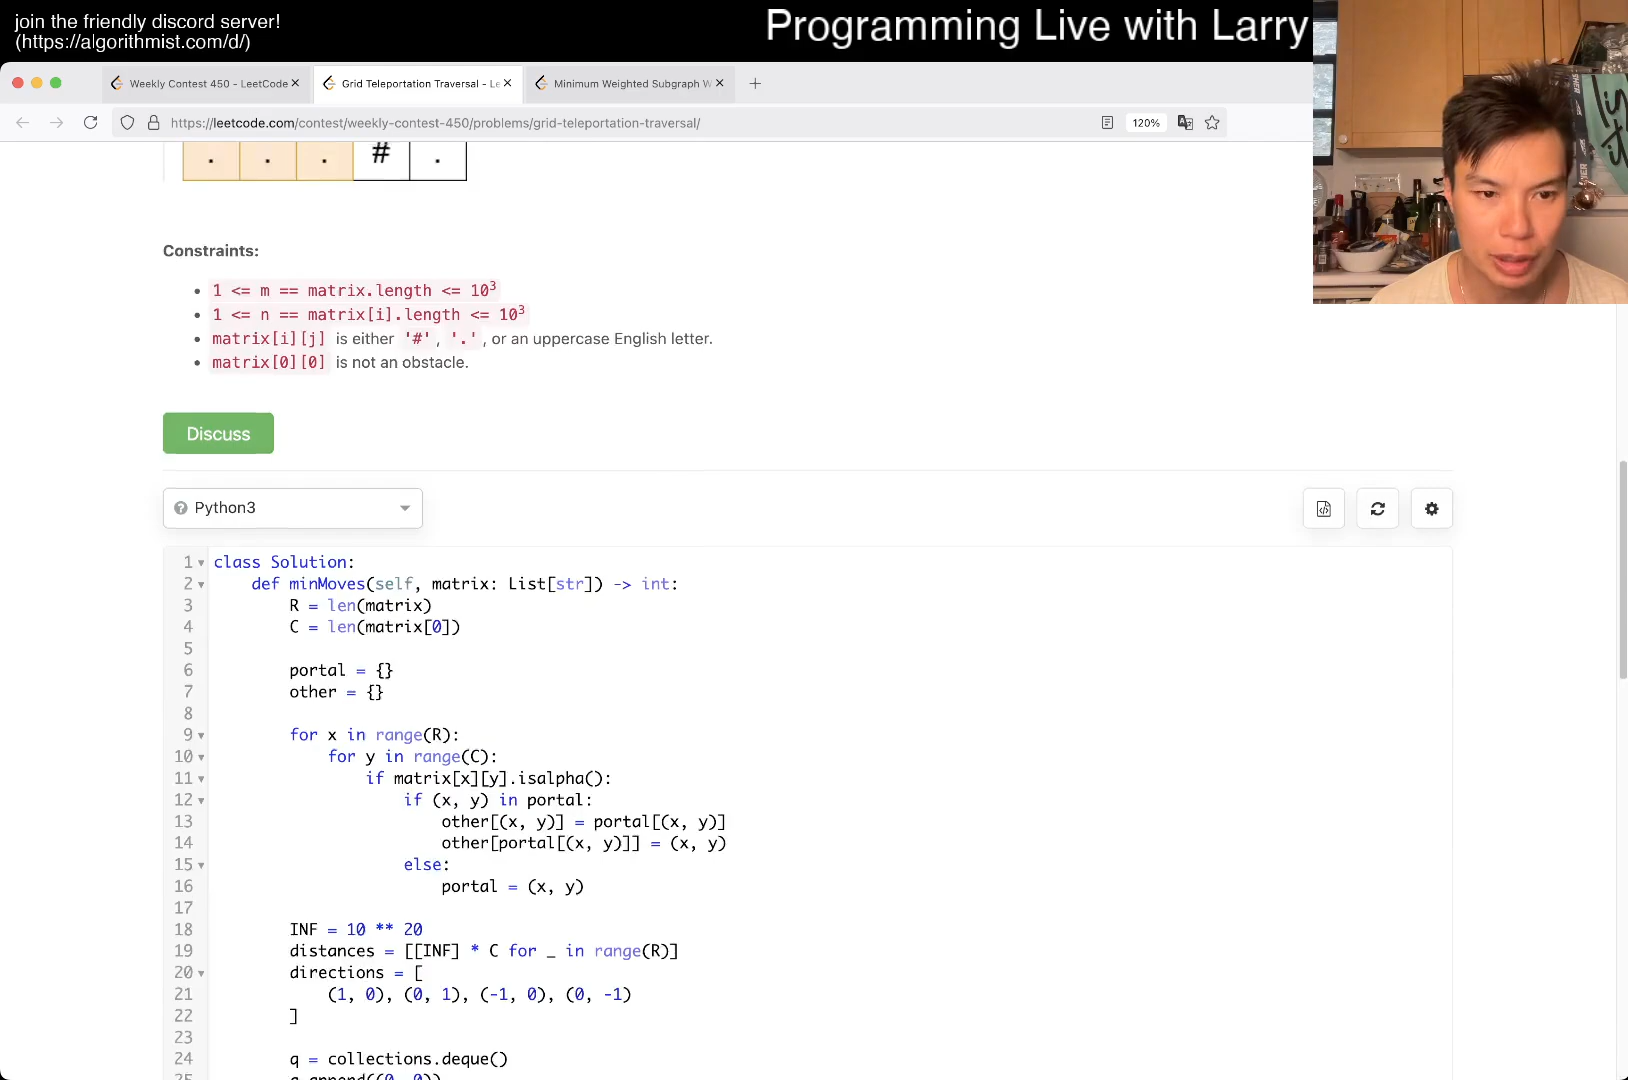 join the friendly discord server!
(https://algorithmist.com/d/)
Programming Live with Larry
Weekly Contest 450 - LeetCode
Grid Teleportation Traversal - Le
Minimum Weighted Subgraph W
https://leetcode.com/contest/weekly-contest-450/problems/grid-teleportation-traversal/
120%
. . . # .
Constraints:
1 <= m == matrix.length <= 10³
1 <= n == matrix[i].length <= 10³
matrix[i][j] is either '#', '.', or an uppercase English letter.
matrix[0][0] is not an obstacle.
Discuss
Python3
1 class Solution:
2     def minMoves(self, matrix: List[str]) -> int:
3         R = len(matrix)
4         C = len(matrix[0])
5
6         portal = {}
7         other = {}
8
9         for x in range(R):
10             for y in range(C):
11                 if matrix[x][y].isalpha():
12                     if (x, y) in portal:
13                         other[(x, y)] = portal[(x, y)]
14                         other[portal[(x, y)]] = (x, y)
15                     else:
16                         portal = (x, y)
17
18         INF = 10 ** 20
19         distances = [[INF] * C for _ in range(R)]
20         directions = [
21             (1, 0), (0, 1), (-1, 0), (0, -1)
22         ]
23
24         q = collections.deque()
25         q.append((0, 0))